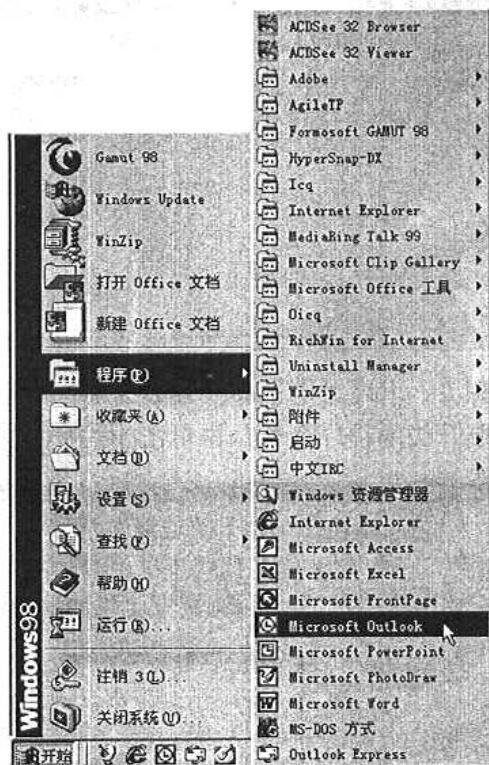 Gamut 98
Windows Update
WinZip
打开 Office 文档
新建 Office 文档
程序(P)
收藏夹(A)
文档(D)
设置(S)
查找(F)
帮助(H)
运行(R)...
注销 3(L)...
关闭系统(U)...
Windows98
开始
ACDSee 32 Browser
ACDSee 32 Viewer
Adobe
AgileTP
Formosoft GAMUT 98
HyperSnap-DX
Icq
Internet Explorer
MediaRing Talk 99
Microsoft Clip Gallery
Microsoft Office 工具
Oicq
RichWin for Internet
Uninstall Manager
WinZip
附件
启动
中文IRC
Windows 资源管理器
Internet Explorer
Microsoft Access
Microsoft Excel
Microsoft FrontPage
Microsoft Outlook
Microsoft PowerPoint
Microsoft PhotoDraw
Microsoft Word
MS-DOS 方式
Outlook Express